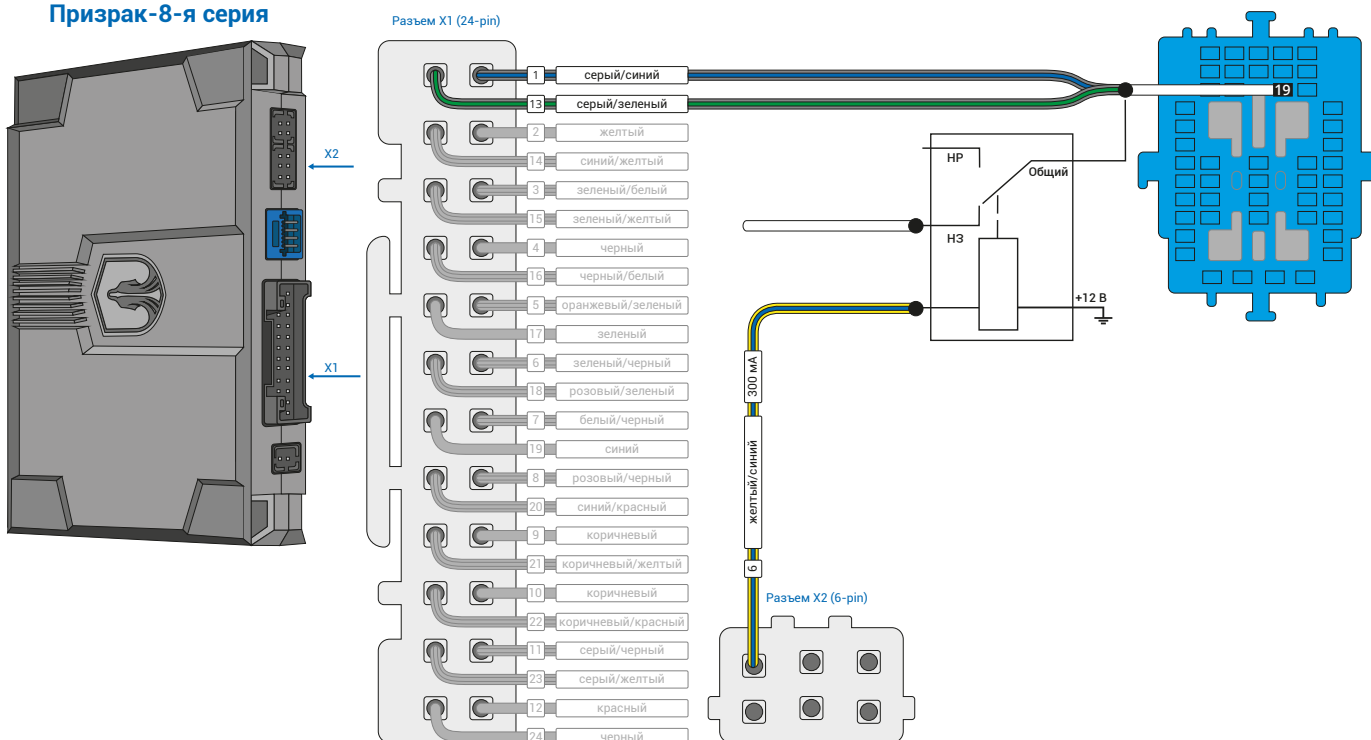 Призрак-8-я серия
X2
X1
Разъем X1 (24-pin)
1 серый/синий
13 серый/зеленый
2 желтый
14 синий/желтый
3 зеленый/белый
15 зеленый/желтый
4 черный
16 черный/белый
5 оранжевый/зеленый
17 зеленый
6 зеленый/черный
18 розовый/зеленый
7 белый/черный
19 синий
8 розовый/черный
20 синий/красный
9 коричневый
21 коричневый/желтый
10 коричневый
22 коричневый/красный
11 серый/черный
23 серый/желтый
12 красный
24 черный
19
НР
Общий
НЗ
+12 В
300 мА
желтый/синий
6
Разъем X2 (6-pin)